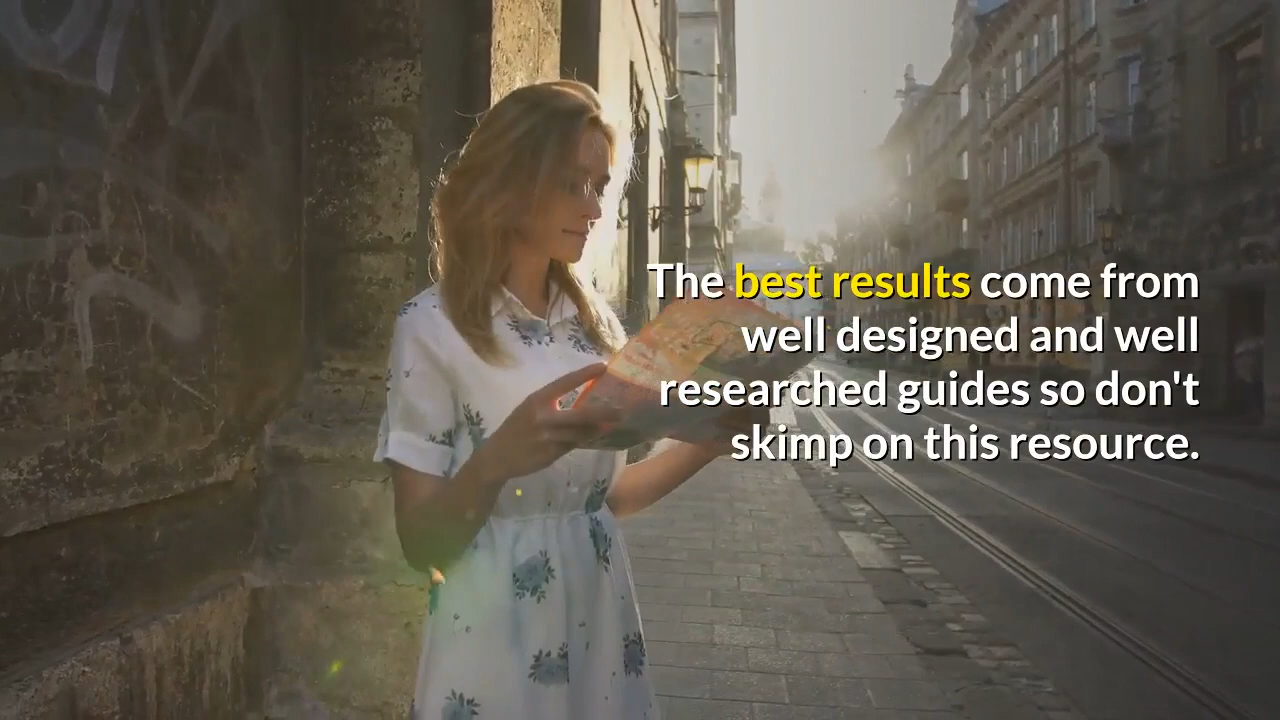 The best results come from
well designed and well
researched guides so don't
skimp on this resource.